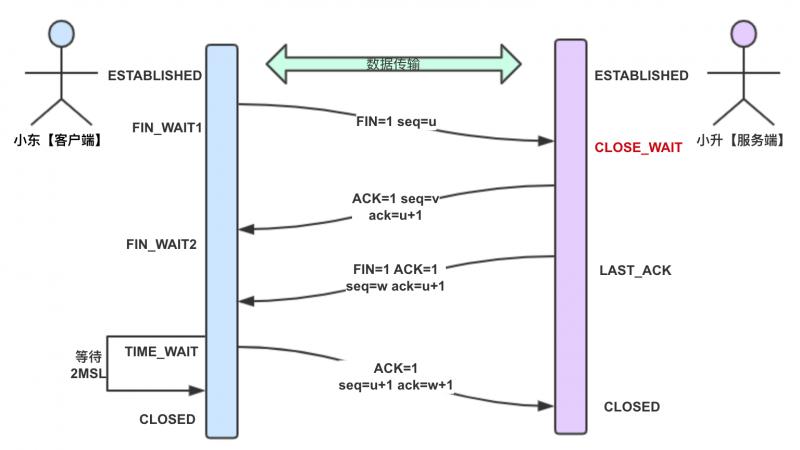 数据传输
ESTABLISHED
ESTABLISHED
小东【客户端】
FIN_WAIT1
FIN=1 seq=u
CLOSE_WAIT
小升【服务端】
ACK=1 seq=v
ack=u+1
FIN_WAIT2
FIN=1 ACK=1
seq=w ack=u+1
LAST_ACK
等待
2MSL
TIME_WAIT
ACK=1
seq=u+1 ack=w+1
CLOSED
CLOSED